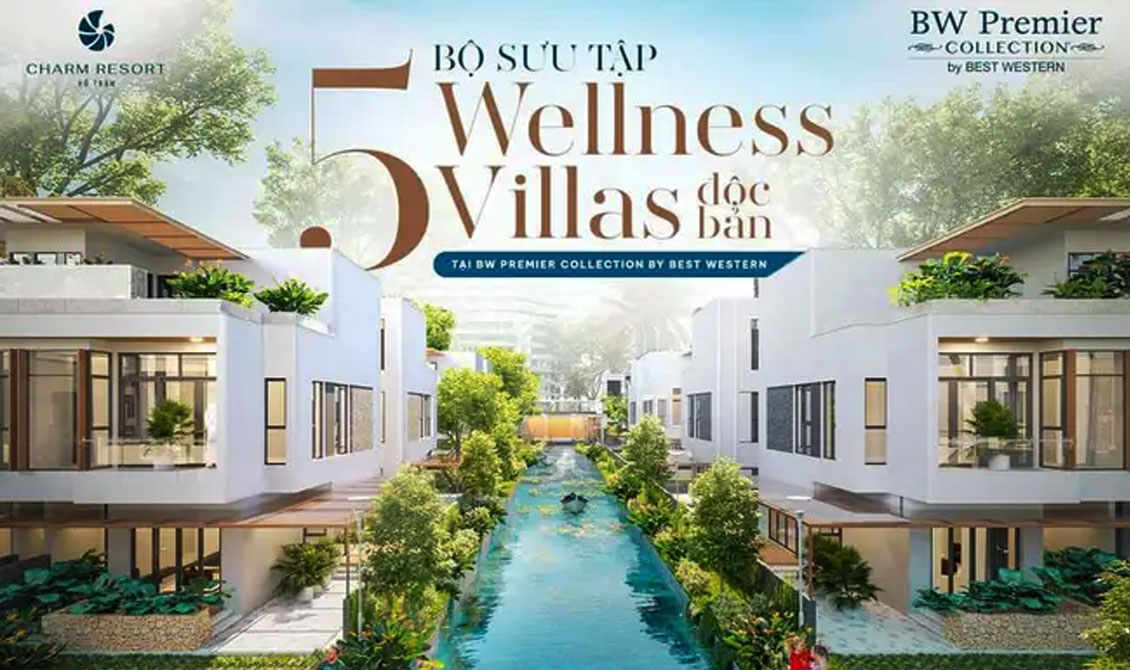 CHARM RESORT
HỒ TRÀM
BW Premier
COLLECTION®
by BEST WESTERN
5
BỘ SƯU TẬP
Wellness
Villas độc bản
TẠI BW PREMIER COLLECTION BY BEST WESTERN